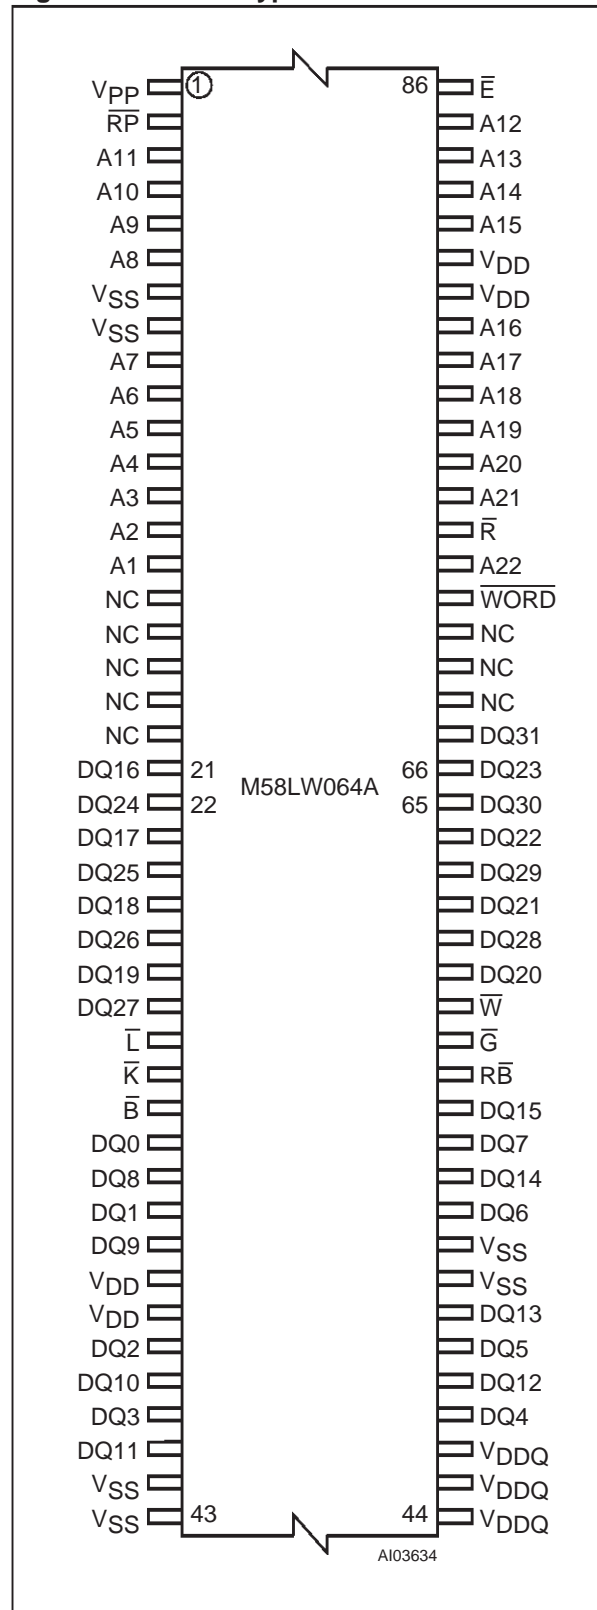 VPP 1 86 E̅
R̅P̅ A12
A11 A13
A10 A14
A9 A15
A8 VDD
VSS VDD
VSS A16
A7 A17
A6 A18
A5 A19
A4 A20
A3 A21
A2 R̅
A1 A22
NC W̅O̅R̅D̅
NC NC
NC NC
NC NC
NC DQ31
DQ16 21 66 DQ23
M58LW064A
DQ24 22 65 DQ30
DQ17 DQ22
DQ25 DQ29
DQ18 DQ21
DQ26 DQ28
DQ19 DQ20
DQ27 W̅
L̅ G̅
K̅ RB̅
B̅ DQ15
DQ0 DQ7
DQ8 DQ14
DQ1 DQ6
DQ9 VSS
VDD VSS
VDD DQ13
DQ2 DQ5
DQ10 DQ12
DQ3 DQ4
DQ11 VDDQ
VSS VDDQ
VSS 43 44 VDDQ
AI03634